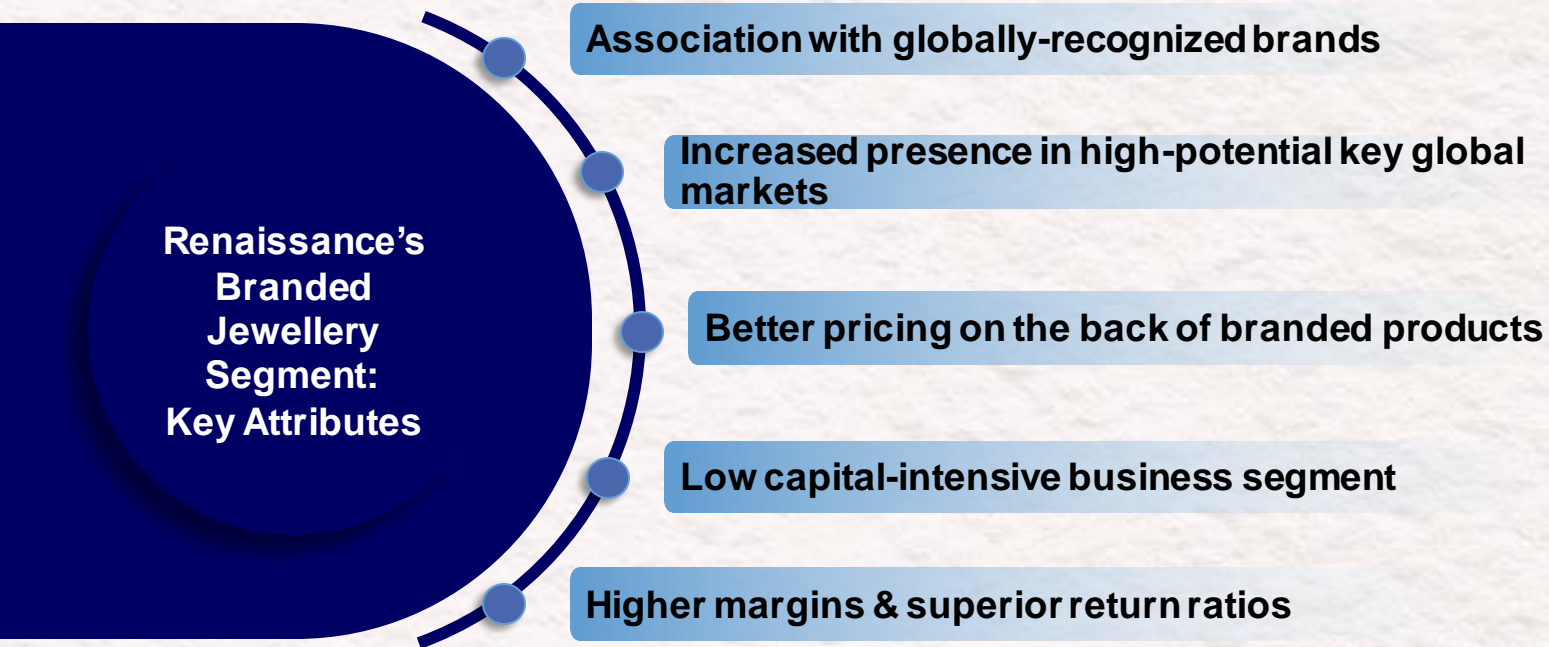 Renaissance’s
Branded
Jewellery
Segment:
Key Attributes
Association with globally-recognized brands
Increased presence in high-potential key global
markets
Better pricing on the back of branded products
Low capital-intensive business segment
Higher margins & superior return ratios